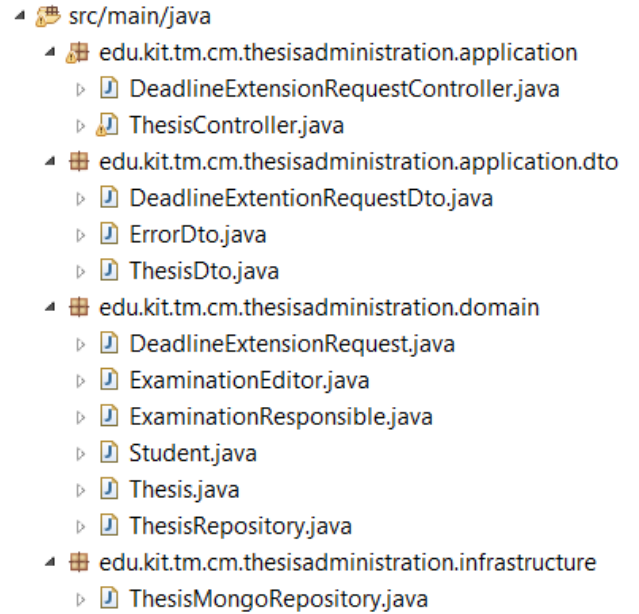 src/main/java
edu.kit.tm.cm.thesisadministration.application
DeadlineExtensionRequestController.java
ThesisController.java
edu.kit.tm.cm.thesisadministration.application.dto
DeadlineExtentionRequestDto.java
ErrorDto.java
ThesisDto.java
edu.kit.tm.cm.thesisadministration.domain
DeadlineExtensionRequest.java
ExaminationEditor.java
ExaminationResponsible.java
Student.java
Thesis.java
ThesisRepository.java
edu.kit.tm.cm.thesisadministration.infrastructure
ThesisMongoRepository.java